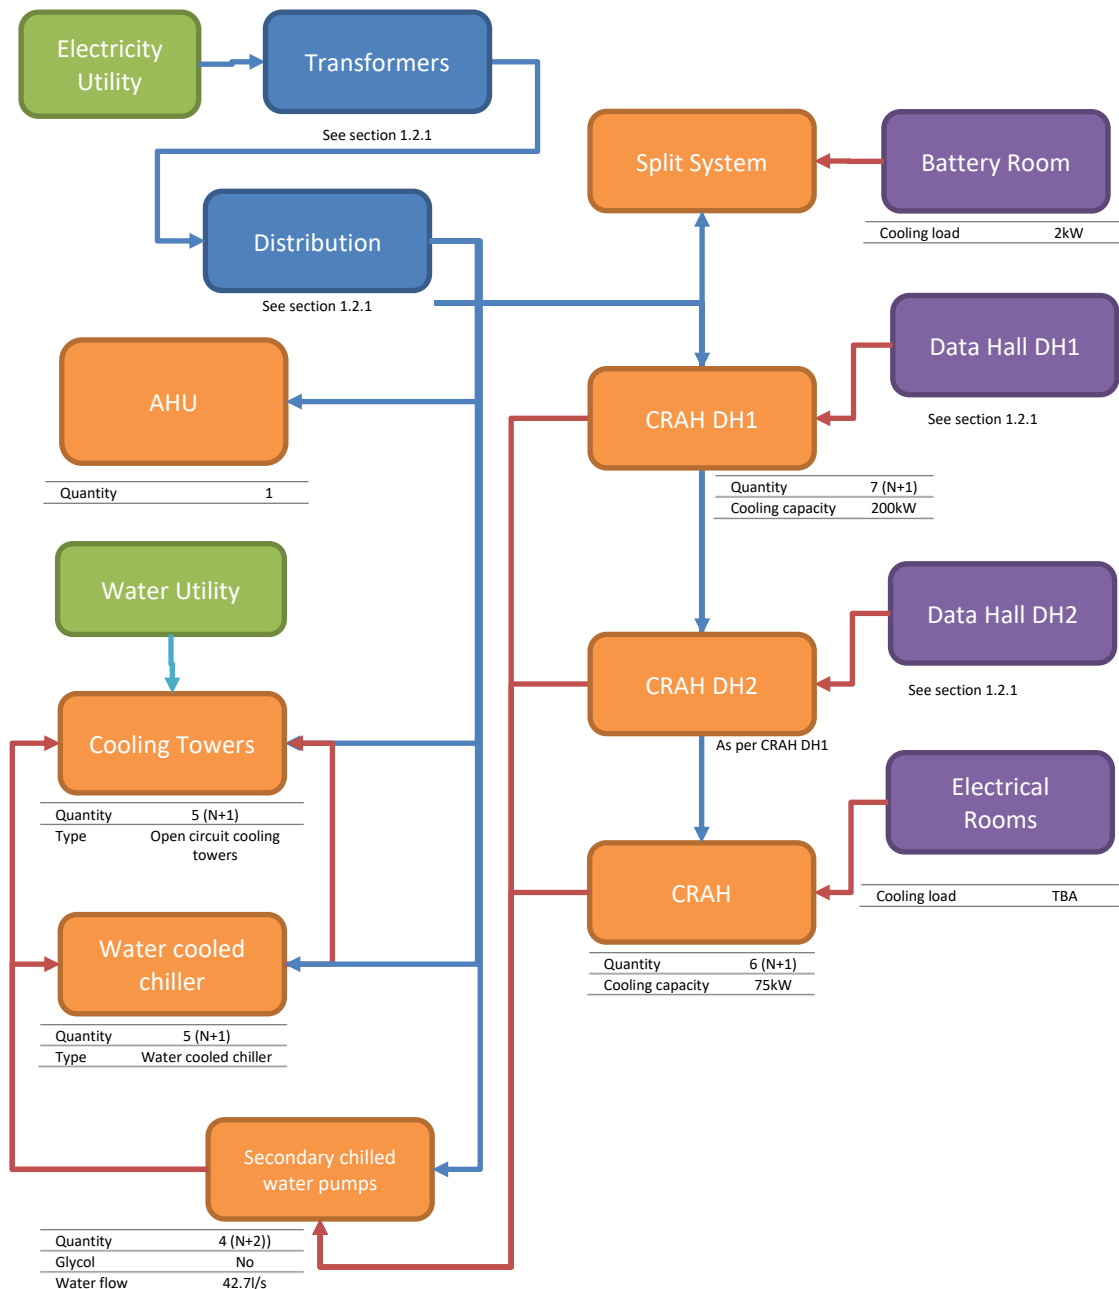 Electricity
Utility
Transformers
See section 1.2.1
Split System
Battery Room
Cooling load 2kW
Distribution
See section 1.2.1
Data Hall DH1
See section 1.2.1
AHU
Quantity 1
CRAH DH1
Quantity 7 (N+1)
Cooling capacity 200kW
Water Utility
Data Hall DH2
See section 1.2.1
CRAH DH2
As per CRAH DH1
Cooling Towers
Quantity 5 (N+1)
Type Open circuit cooling
towers
Electrical
Rooms
Cooling load TBA
CRAH
Quantity 6 (N+1)
Cooling capacity 75kW
Water cooled
chiller
Quantity 5 (N+1)
Type Water cooled chiller
Secondary chilled
water pumps
Quantity 4 (N+2))
Glycol No
Water flow 42.7l/s